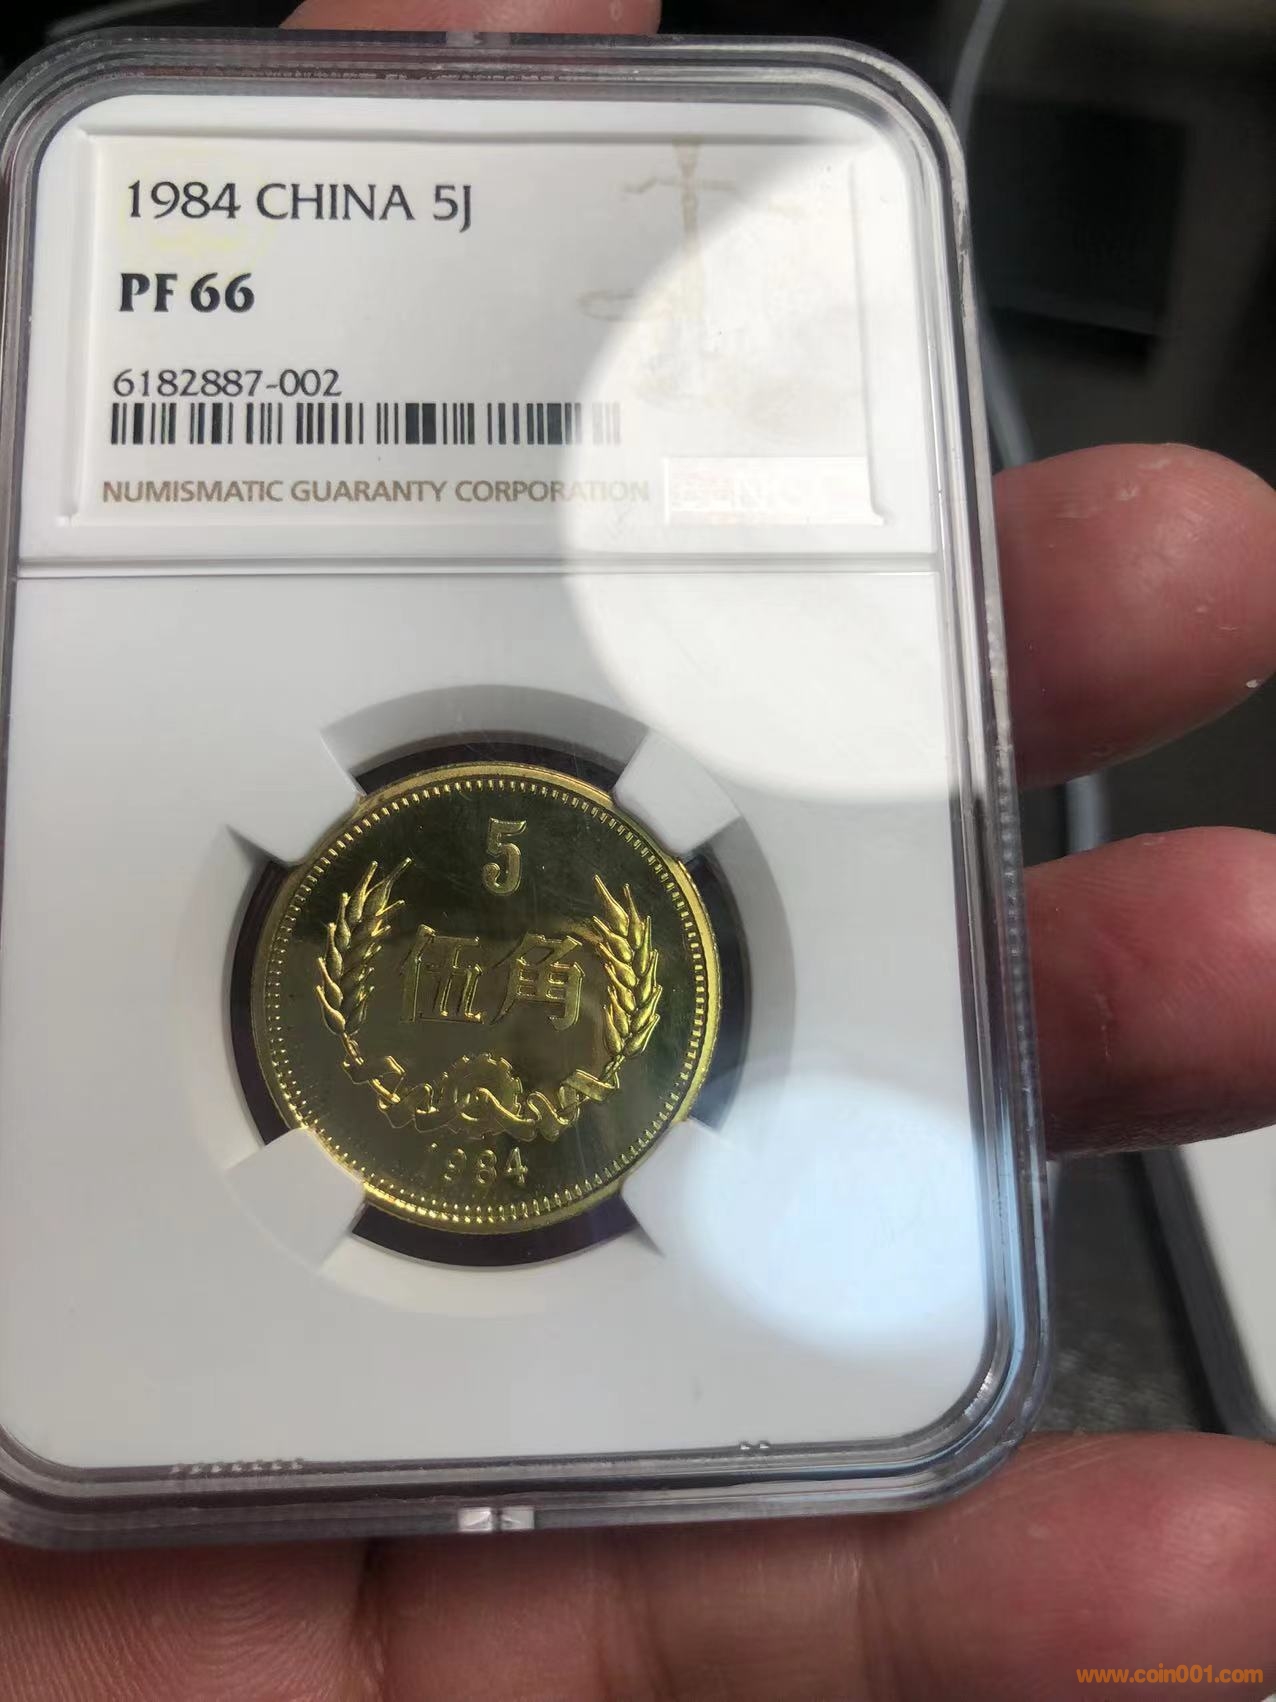 1984 CHINA 5J
PF 66
6182887-002
NUMISMATIC GUARANTY CORPORATION
5
伍角
1984
www.coin001.com